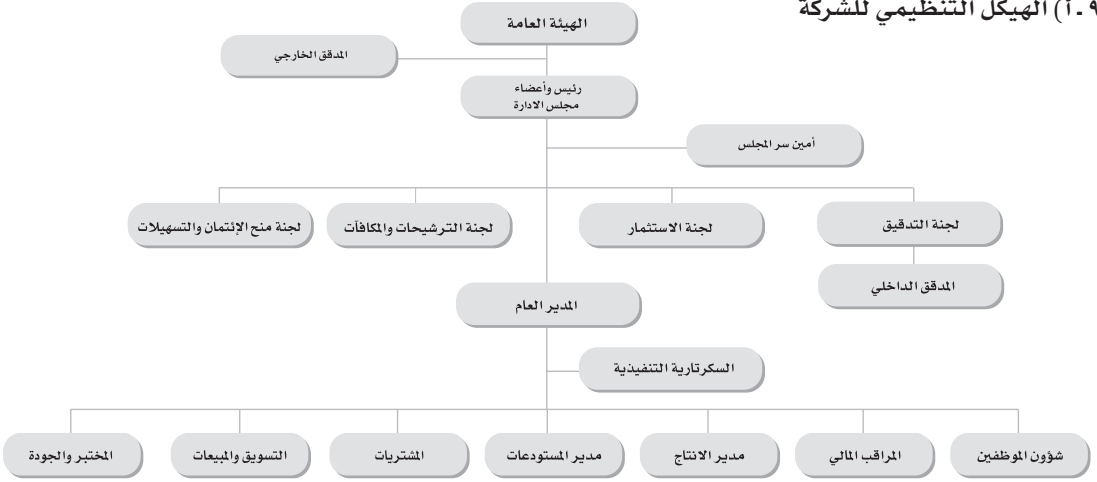 ٩ ـ أ) الهيكل التنظيمي للشركة
الهيئة العامة
المدقق الخارجي
رئيس وأعضاء
مجلس الادارة
أمين سر المجلس
لجنة التدقيق
لجنة الاستثمار
لجنة الترشيحات والمكافآت
لجنة منح الإئتمان والتسهيلات
المدقق الداخلي
المدير العام
السكرتارية التنفيذية
شؤون الموظفين
المراقب المالي
مدير الانتاج
مدير المستودعات
المشتريات
التسويق والمبيعات
المختبر والجودة